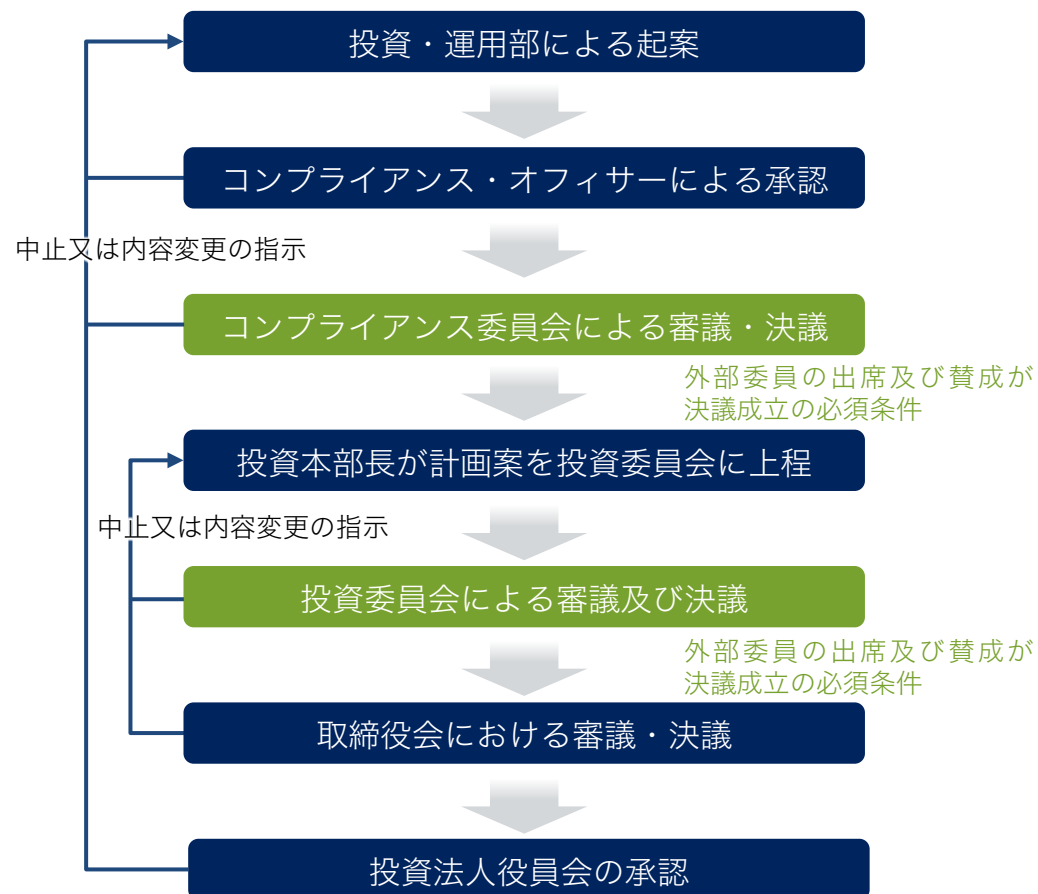 投資・運用部による起案
コンプライアンス・オフィサーによる承認
中止又は内容変更の指示
コンプライアンス委員会による審議・決議
外部委員の出席及び賛成が
決議成立の必須条件
投資本部長が計画案を投資委員会に上程
中止又は内容変更の指示
投資委員会による審議及び決議
外部委員の出席及び賛成が
決議成立の必須条件
取締役会における審議・決議
投資法人役員会の承認